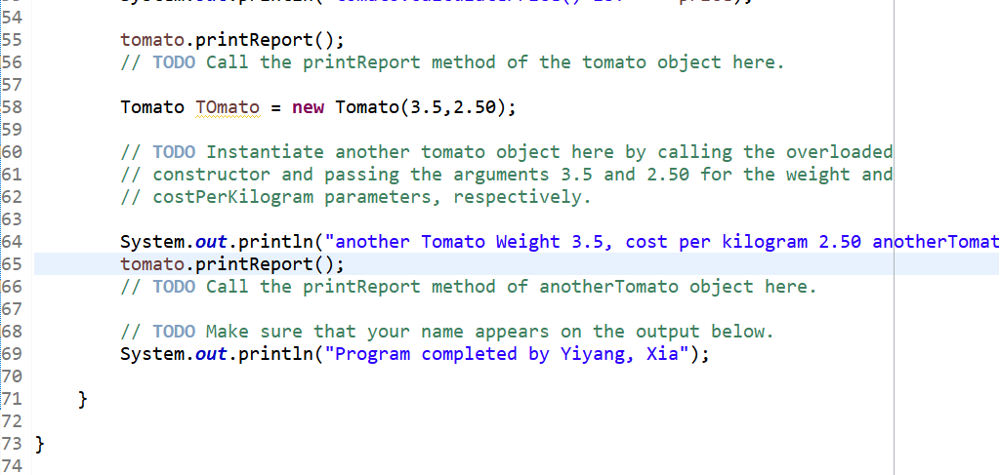 54
55 tomato.printReport();
56 // TODO Call the printReport method of the tomato object here.
57
58 Tomato TOmato = new Tomato(3.5,2.50);
59
60 // TODO Instantiate another tomato object here by calling the overloaded
61 // constructor and passing the arguments 3.5 and 2.50 for the weight and
62 // costPerKilogram parameters, respectively.
63
64 System.out.println("another Tomato Weight 3.5, cost per kilogram 2.50 anotherTomat
65 tomato.printReport();
66 // TODO Call the printReport method of anotherTomato object here.
67
68 // TODO Make sure that your name appears on the output below.
69 System.out.println("Program completed by Yiyang, Xia");
70
71 }
72
73 }
74